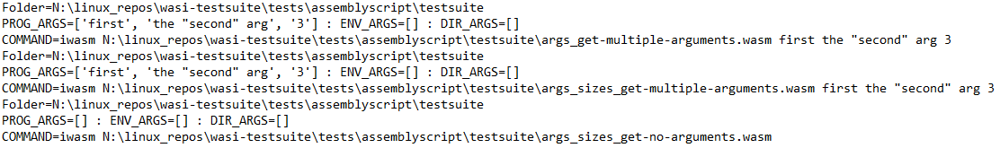 Folder=N:\linux_repos\wasi-testsuite\tests\assemblyscript\testsuite
PROG_ARGS=['first', 'the "second" arg', '3'] : ENV_ARGS=[] : DIR_ARGS=[]
COMMAND=iwasm N:\linux_repos\wasi-testsuite\tests\assemblyscript\testsuite\args_get-multiple-arguments.wasm first the "second" arg 3
Folder=N:\linux_repos\wasi-testsuite\tests\assemblyscript\testsuite
PROG_ARGS=['first', 'the "second" arg', '3'] : ENV_ARGS=[] : DIR_ARGS=[]
COMMAND=iwasm N:\linux_repos\wasi-testsuite\tests\assemblyscript\testsuite\args_sizes_get-multiple-arguments.wasm first the "second" arg 3
Folder=N:\linux_repos\wasi-testsuite\tests\assemblyscript\testsuite
PROG_ARGS=[] : ENV_ARGS=[] : DIR_ARGS=[]
COMMAND=iwasm N:\linux_repos\wasi-testsuite\tests\assemblyscript\testsuite\args_sizes_get-no-arguments.wasm